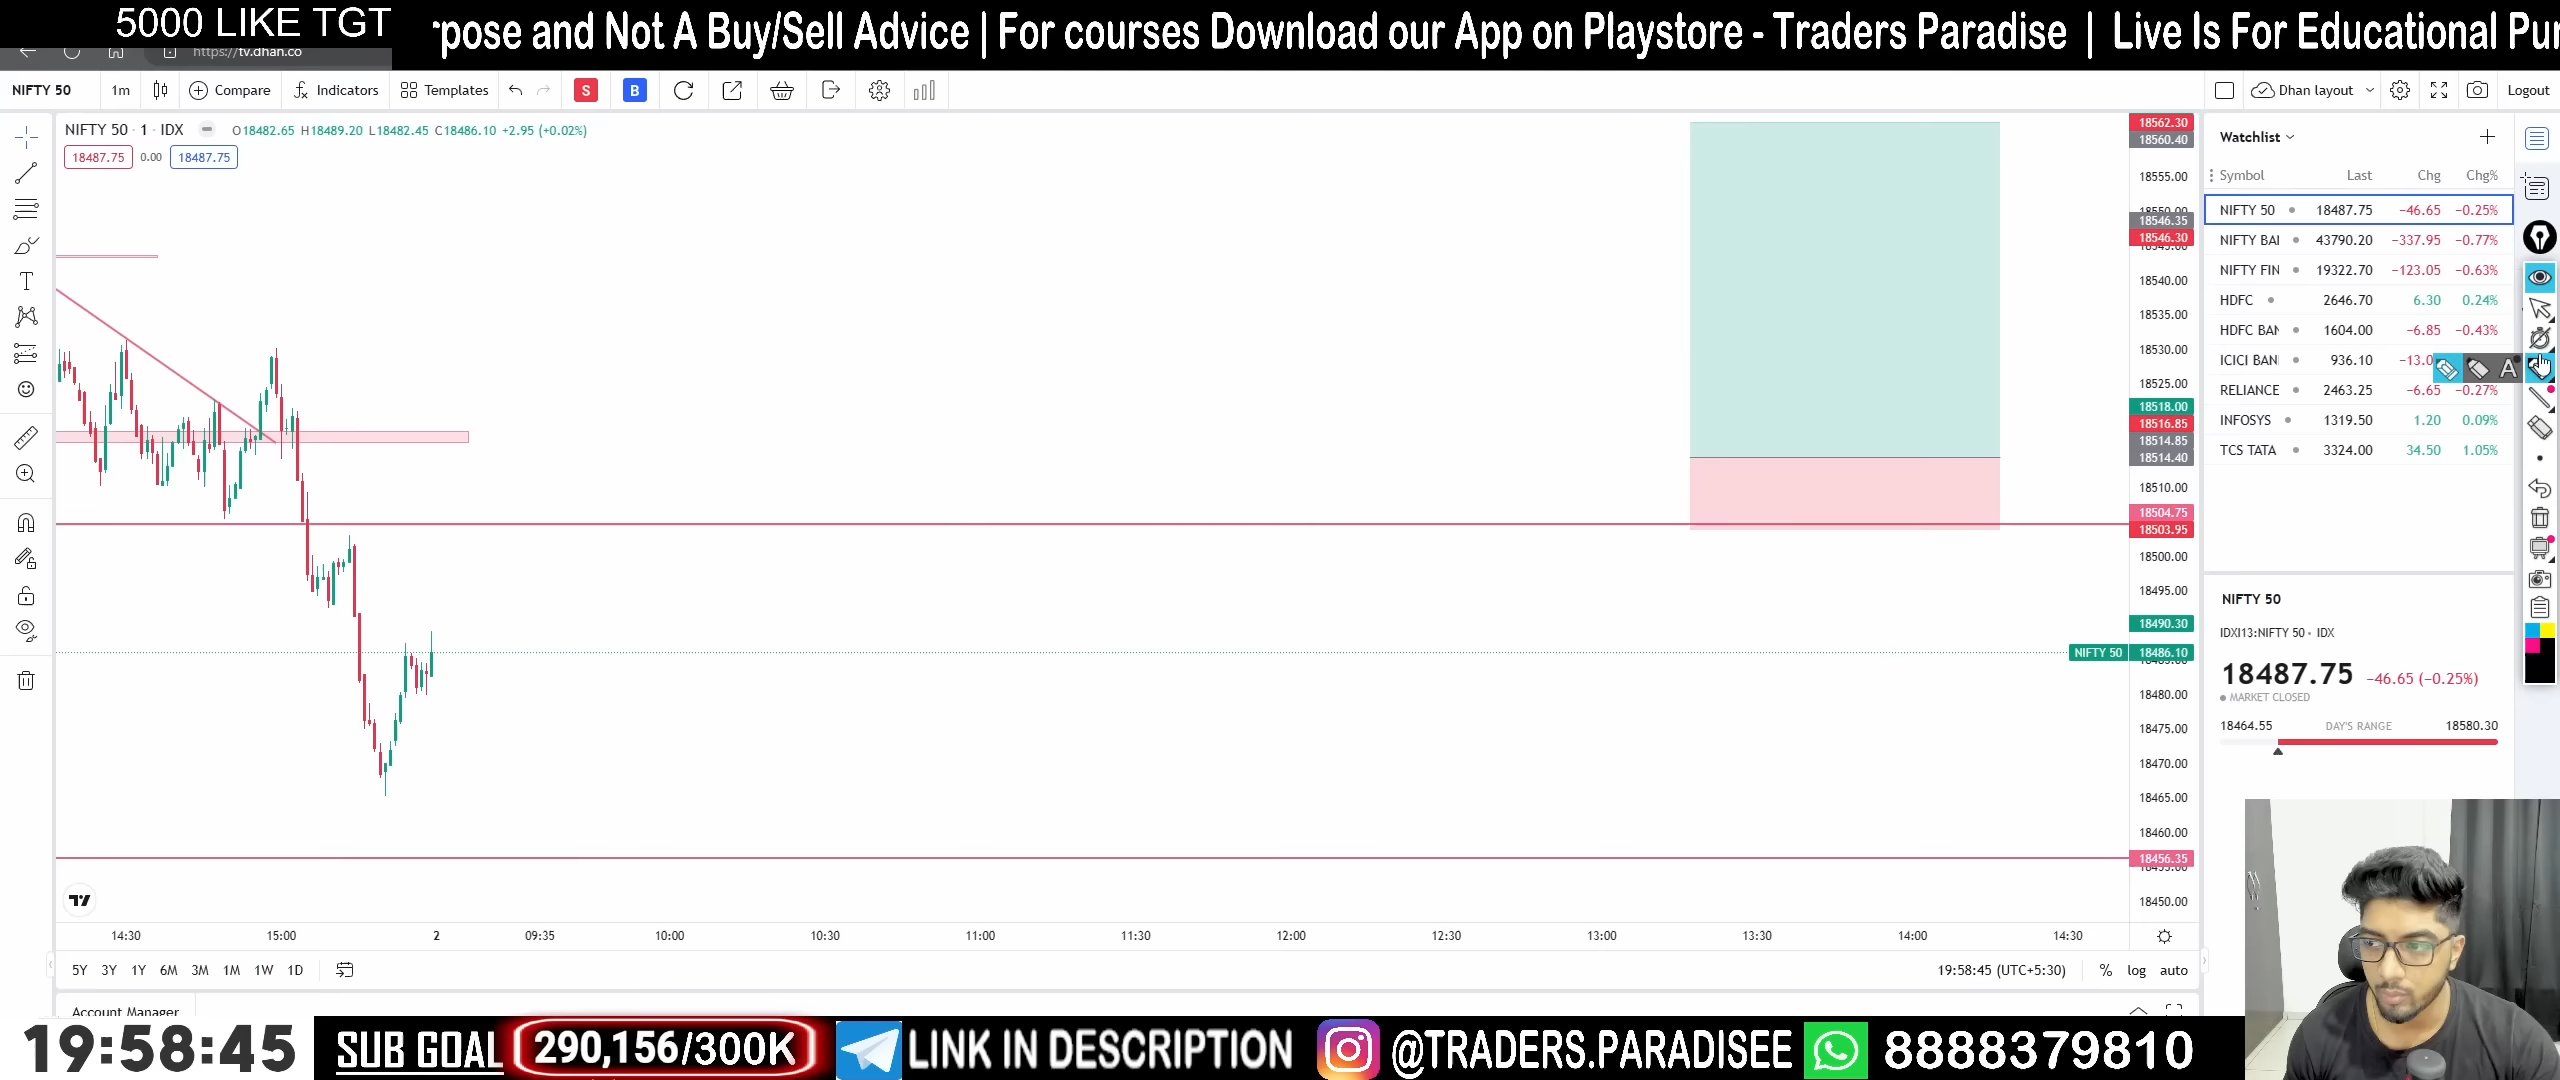 5000 LIKE TGT
rpose and Not A Buy/Sell Advice | For courses Download our App on Playstore - Traders Paradise | Live Is For Educational Pur
https://tv.dhan.co
NIFTY 50 1m Compare Indicators Templates S B Dhan layout Logout
NIFTY 50 · 1 · IDX O18482.65 H18489.20 L18482.45 C18486.10 +2.95 (+0.02%)
18487.75 0.00 18487.75
18562.30
18560.40
18555.00
18546.35
18546.30
18540.00
18535.00
18530.00
18525.00
18518.00
18516.85
18514.85
18514.40
18510.00
18504.75
18503.95
18500.00
18495.00
18490.30
NIFTY 50 18486.10
18480.00
18475.00
18470.00
18465.00
18460.00
18456.35
18450.00
14:30 15:00 2 09:35 10:00 10:30 11:00 11:30 12:00 12:30 13:00 13:30 14:00 14:30
5Y 3Y 1Y 6M 3M 1M 1W 1D 19:58:45 (UTC+5:30) % log auto
Account Manager
Watchlist
Symbol Last Chg Chg%
NIFTY 50 18487.75 −46.65 −0.25%
NIFTY BAI 43790.20 −337.95 −0.77%
NIFTY FIN 19322.70 −123.05 −0.63%
HDFC 2646.70 6.30 0.24%
HDFC BAN 1604.00 −6.85 −0.43%
ICICI BAN 936.10 −13.0 A
RELIANCE 2463.25 −6.65 −0.27%
INFOSYS 1319.50 1.20 0.09%
TCS TATA 3324.00 34.50 1.05%
NIFTY 50
IDXI13:NIFTY 50 · IDX
18487.75 −46.65 (−0.25%)
MARKET CLOSED
18464.55 DAY'S RANGE 18580.30
19:58:45 SUB GOAL 290,156/300K LINK IN DESCRIPTION @TRADERS.PARADISEE 8888379810